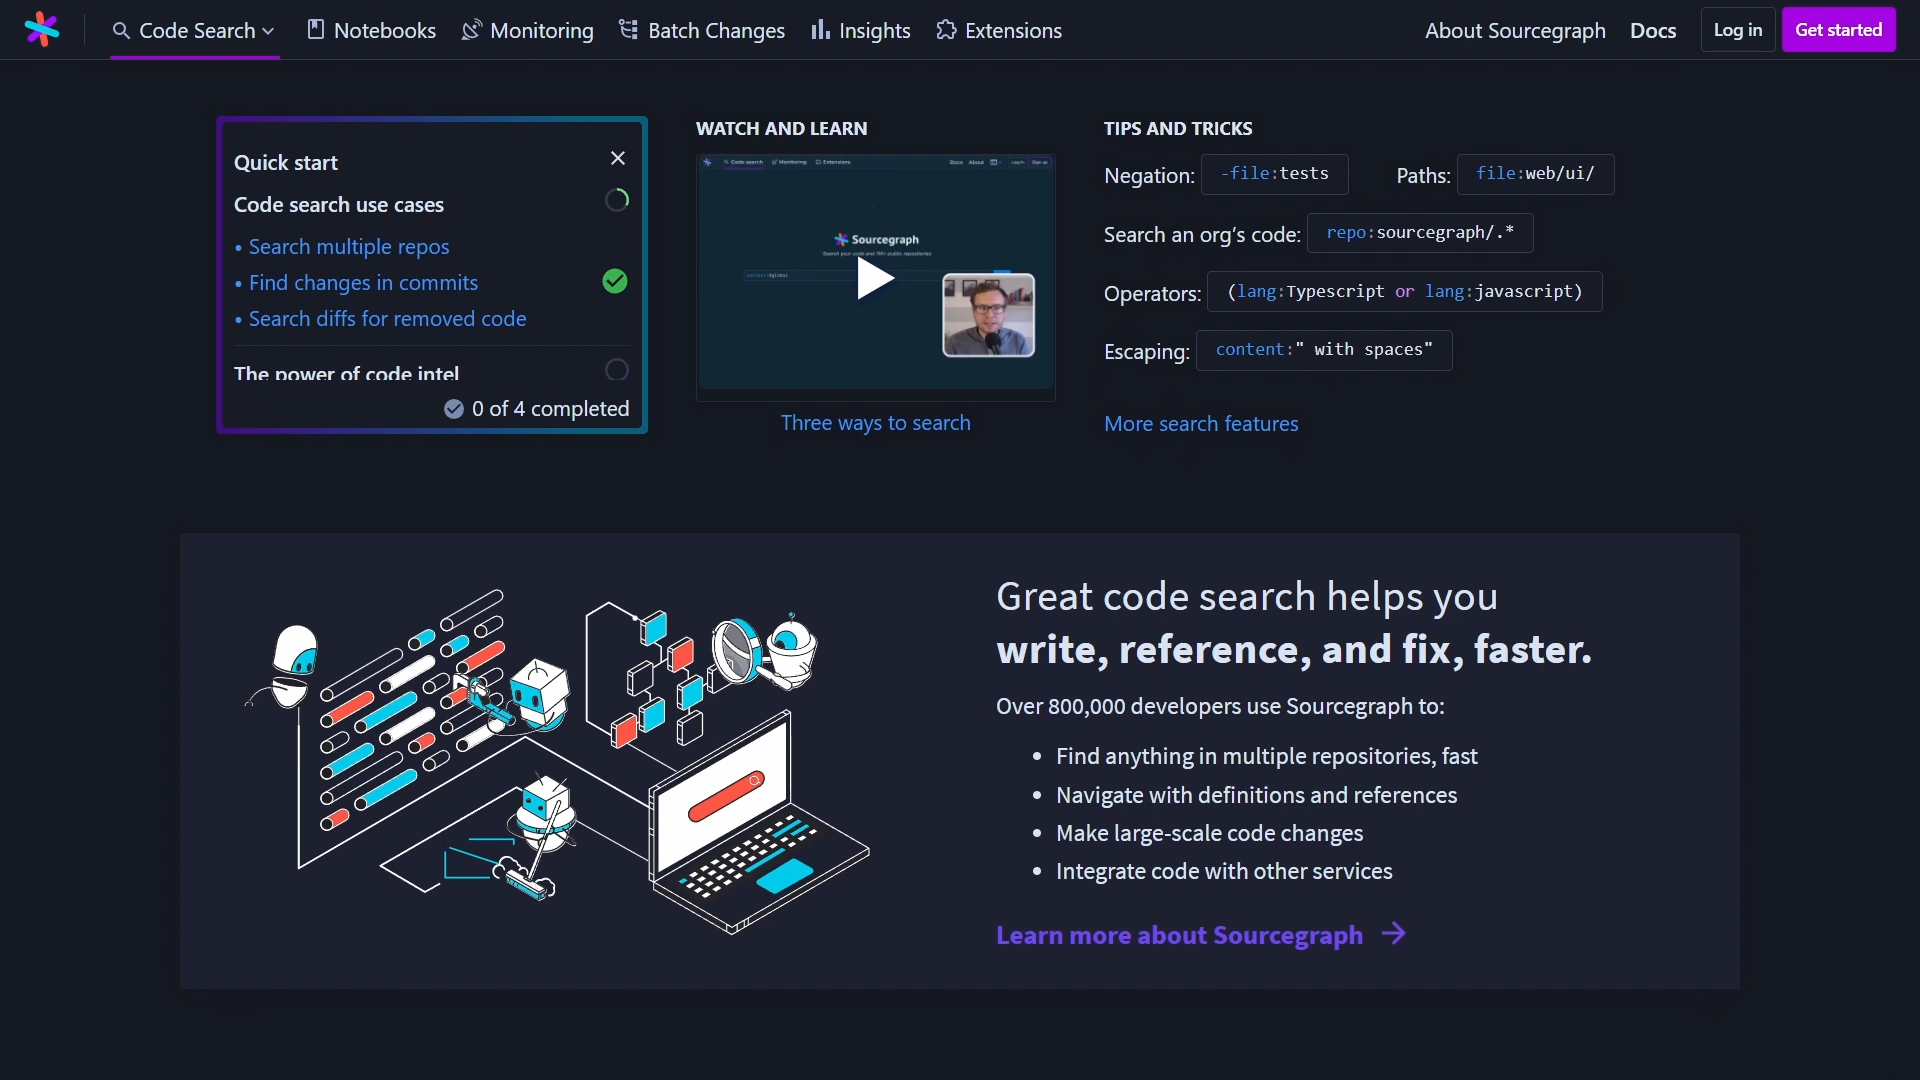 Code Search
Notebooks
Monitoring
Batch Changes
Insights
Extensions
About Sourcegraph
Docs
Log in
Get started
Quick start
Code search use cases
• Search multiple repos
• Find changes in commits
• Search diffs for removed code
The power of code intel
0 of 4 completed
WATCH AND LEARN
Code search
Monitoring
Extensions
Docs
About
Sourcegraph
Three ways to search
TIPS AND TRICKS
Negation: -file:tests
Paths: file:web/ui/
Search an org’s code: repo:sourcegraph/.*
Operators: (lang:Typescript or lang:javascript)
Escaping: content:" with spaces"
More search features
Great code search helps you
write, reference, and fix, faster.
Over 800,000 developers use Sourcegraph to:
• Find anything in multiple repositories, fast
• Navigate with definitions and references
• Make large-scale code changes
• Integrate code with other services
Learn more about Sourcegraph